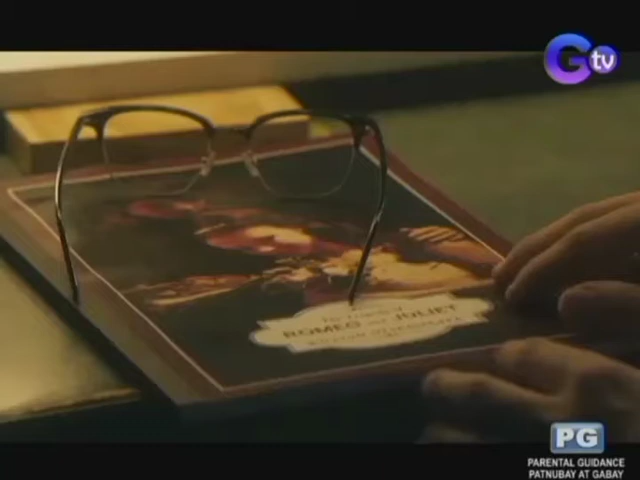 Gtv
ROMEO AND JULIET
PG
PARENTAL GUIDANCE
PATNUBAY AT GABAY